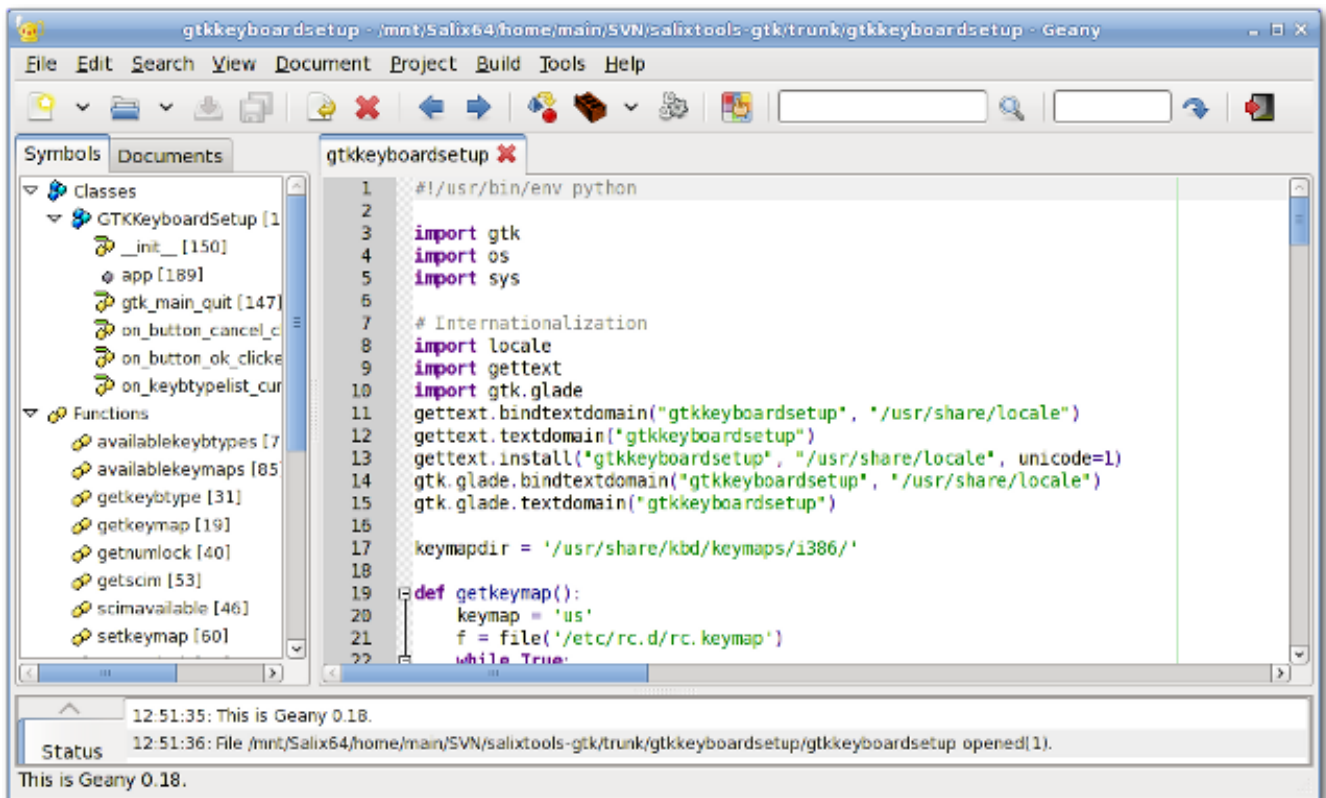 gtkkeyboardsetup - /mnt/Salix64/home/main/SVN/salixtools-gtk/trunk/gtkkeyboardsetup - Geany
File Edit Search View Document Project Build Tools Help
Symbols Documents
Classes
GTKKeyboardSetup [1
__init__ [150]
app [189]
gtk_main_quit [147]
on_button_cancel_c
on_button_ok_clicke
on_keybtypelist_cur
Functions
availablekeybtypes [7
availablekeymaps [85]
getkeybtype [31]
getkeymap [19]
getnumlock [40]
getscim [53]
scimavailable [46]
setkeymap [60]
gtkkeyboardsetup
1 #!/usr/bin/env python
2
3 import gtk
4 import os
5 import sys
6
7 # Internationalization
8 import locale
9 import gettext
10 import gtk.glade
11 gettext.bindtextdomain("gtkkeyboardsetup", "/usr/share/locale")
12 gettext.textdomain("gtkkeyboardsetup")
13 gettext.install("gtkkeyboardsetup", "/usr/share/locale", unicode=1)
14 gtk.glade.bindtextdomain("gtkkeyboardsetup", "/usr/share/locale")
15 gtk.glade.textdomain("gtkkeyboardsetup")
16
17 keymapdir = '/usr/share/kbd/keymaps/i386/'
18
19 def getkeymap():
20 keymap = 'us'
21 f = file('/etc/rc.d/rc.keymap')
22 while True:
Status
12:51:35: This is Geany 0.18.
12:51:36: File /mnt/Salix64/home/main/SVN/salixtools-gtk/trunk/gtkkeyboardsetup/gtkkeyboardsetup opened(1).
This is Geany 0.18.